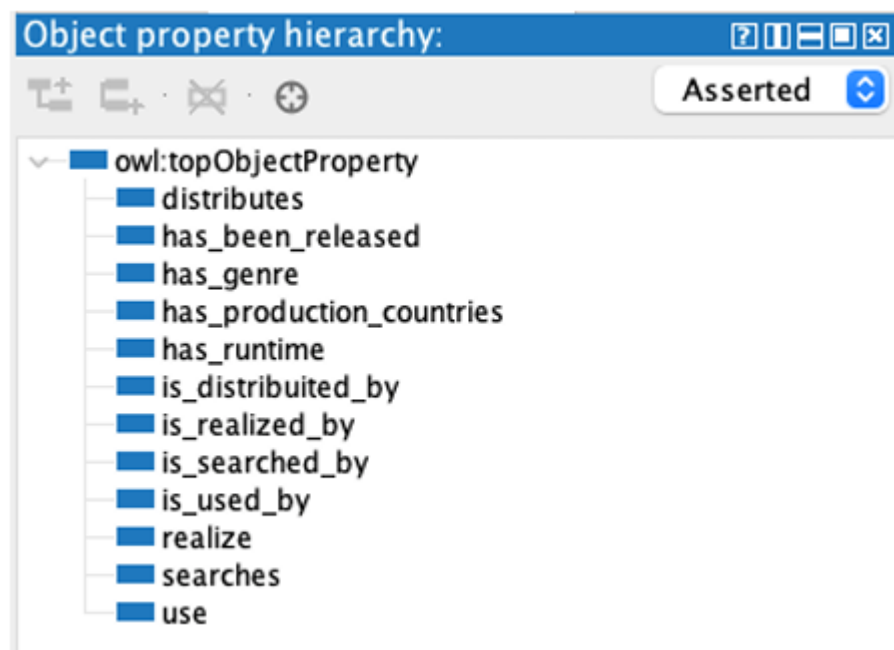 Object property hierarchy:
Asserted
owl:topObjectProperty
distributes
has_been_released
has_genre
has_production_countries
has_runtime
is_distribuited_by
is_realized_by
is_searched_by
is_used_by
realize
searches
use